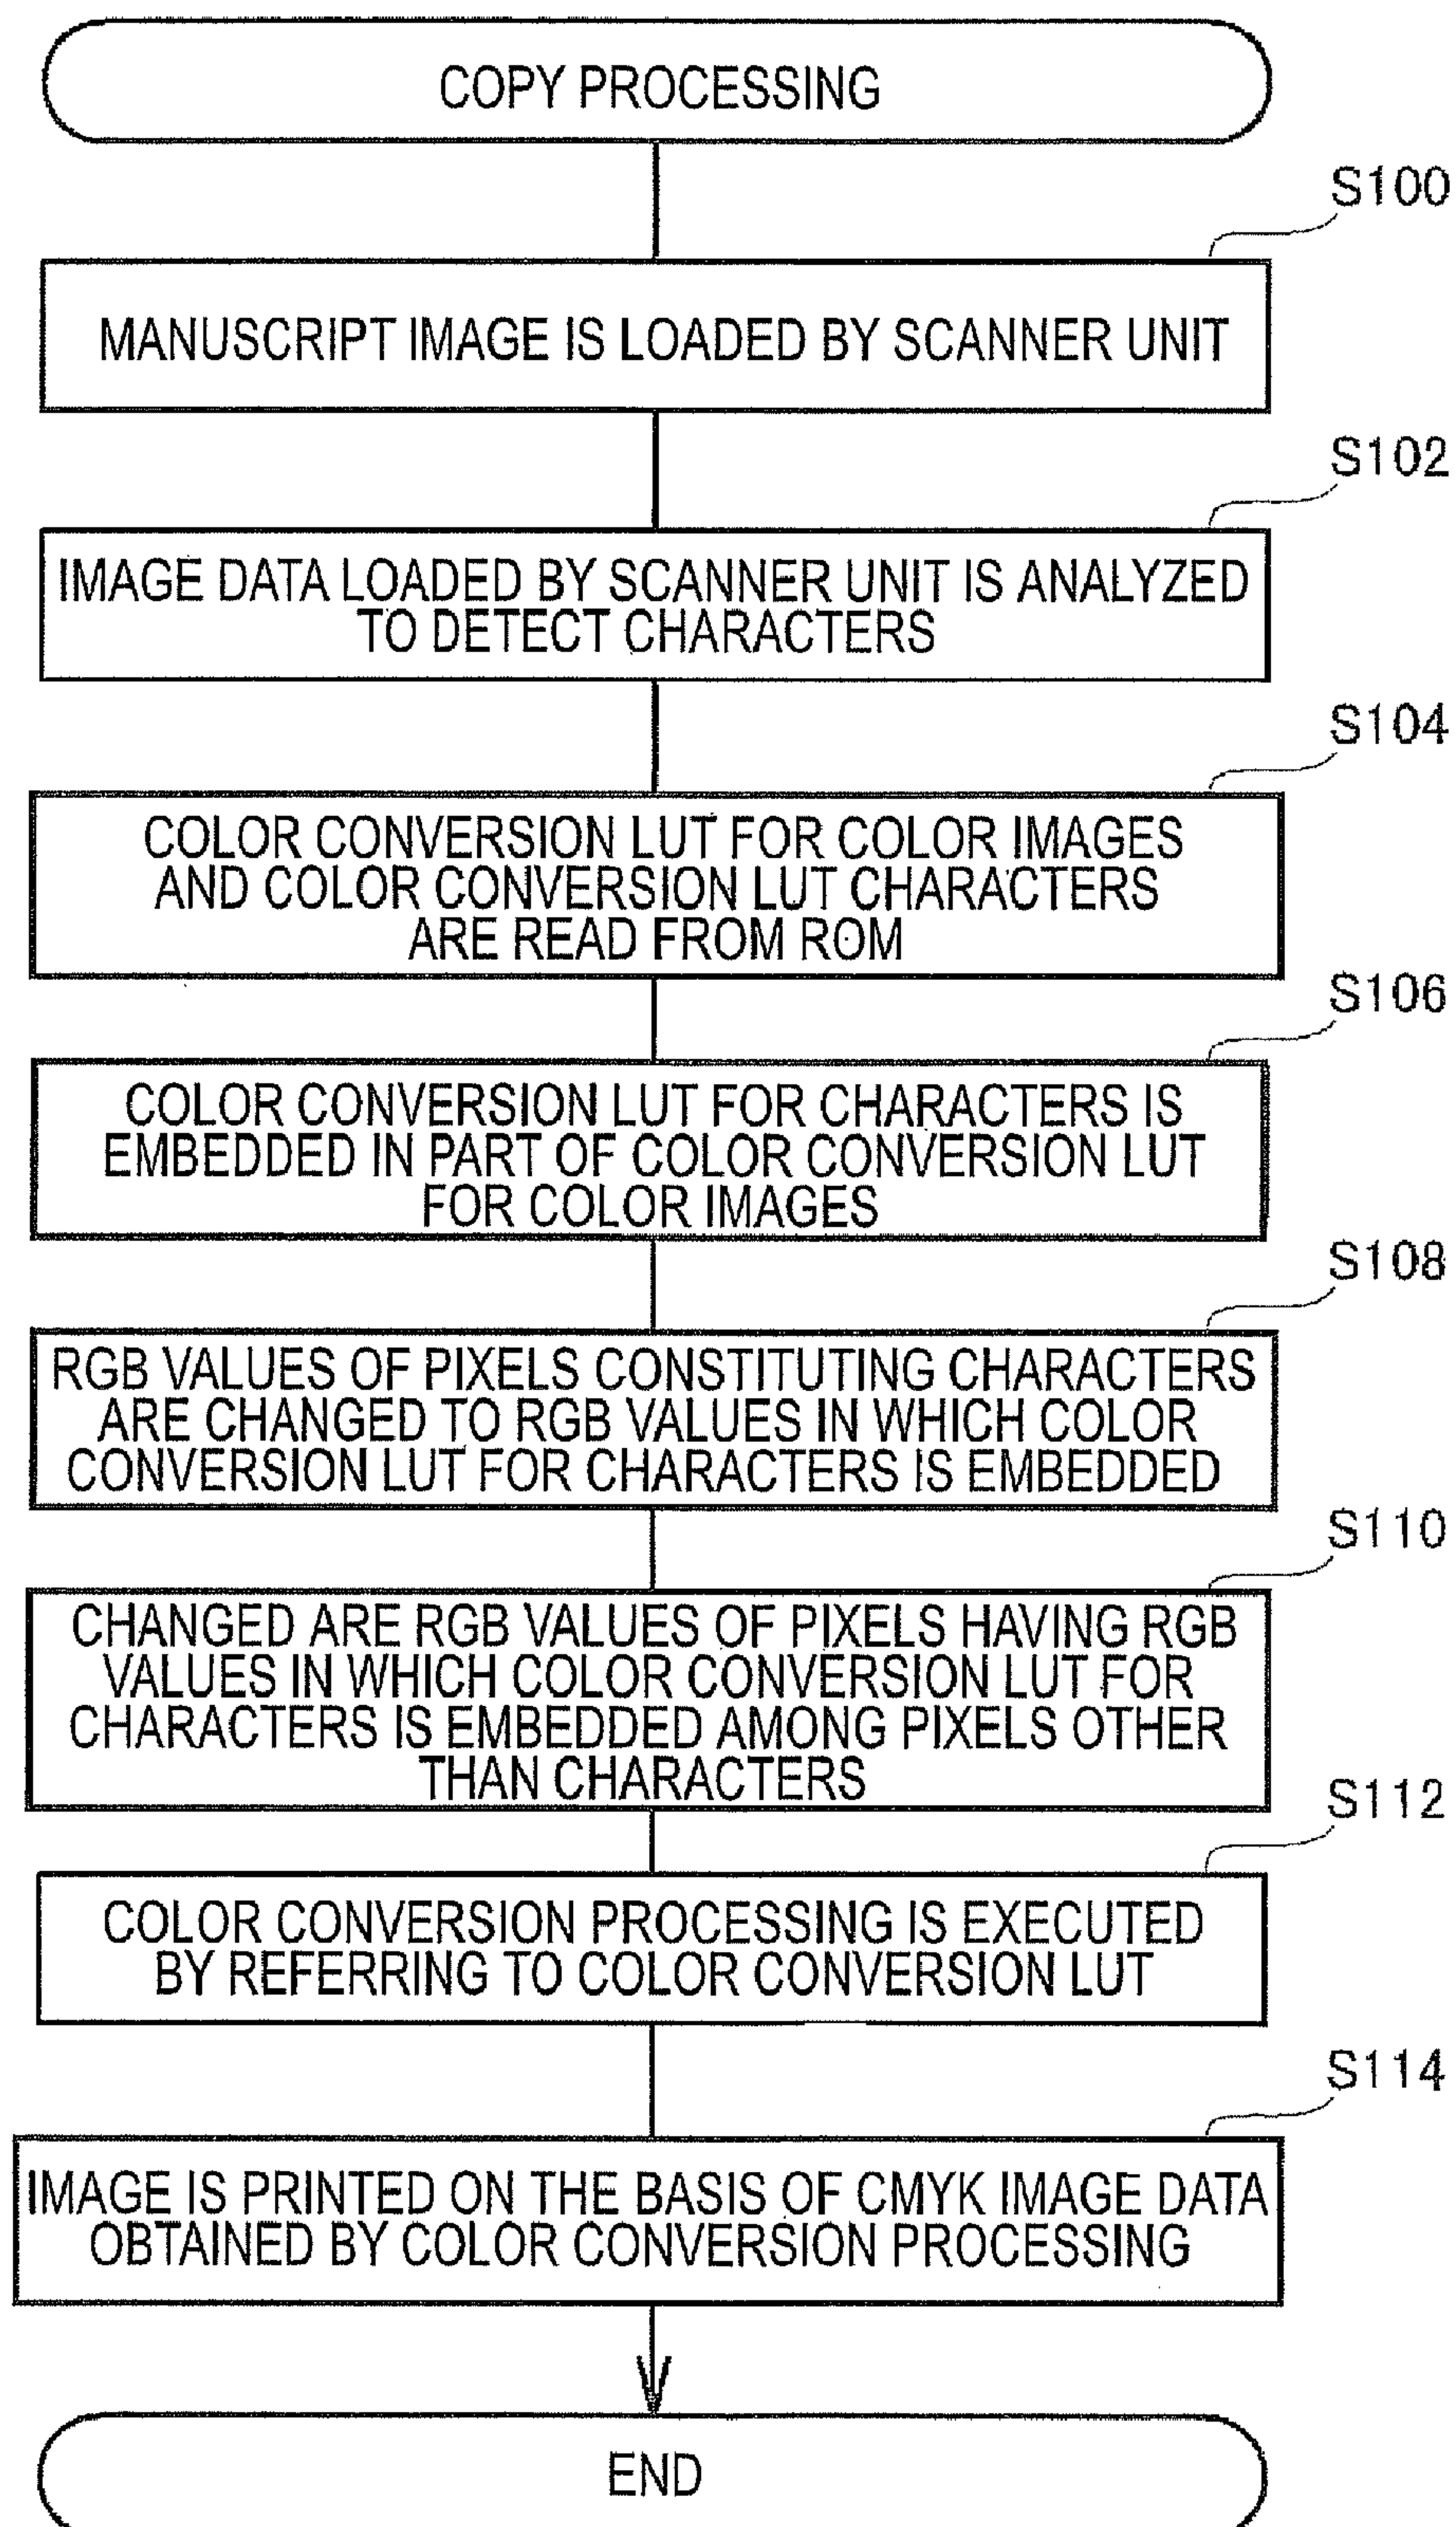 COPY PROCESSING
S100
MANUSCRIPT IMAGE IS LOADED BY SCANNER UNIT
S102
IMAGE DATA LOADED BY SCANNER UNIT IS ANALYZED
TO DETECT CHARACTERS
S104
COLOR CONVERSION LUT FOR COLOR IMAGES
AND COLOR CONVERSION LUT CHARACTERS
ARE READ FROM ROM
S106
COLOR CONVERSION LUT FOR CHARACTERS IS
EMBEDDED IN PART OF COLOR CONVERSION LUT
FOR COLOR IMAGES
S108
RGB VALUES OF PIXELS CONSTITUTING CHARACTERS
ARE CHANGED TO RGB VALUES IN WHICH COLOR
CONVERSION LUT FOR CHARACTERS IS EMBEDDED
S110
CHANGED ARE RGB VALUES OF PIXELS HAVING RGB
VALUES IN WHICH COLOR CONVERSION LUT FOR
CHARACTERS IS EMBEDDED AMONG PIXELS OTHER
THAN CHARACTERS
S112
COLOR CONVERSION PROCESSING IS EXECUTED
BY REFERRING TO COLOR CONVERSION LUT
S114
IMAGE IS PRINTED ON THE BASIS OF CMYK IMAGE DATA
OBTAINED BY COLOR CONVERSION PROCESSING
END